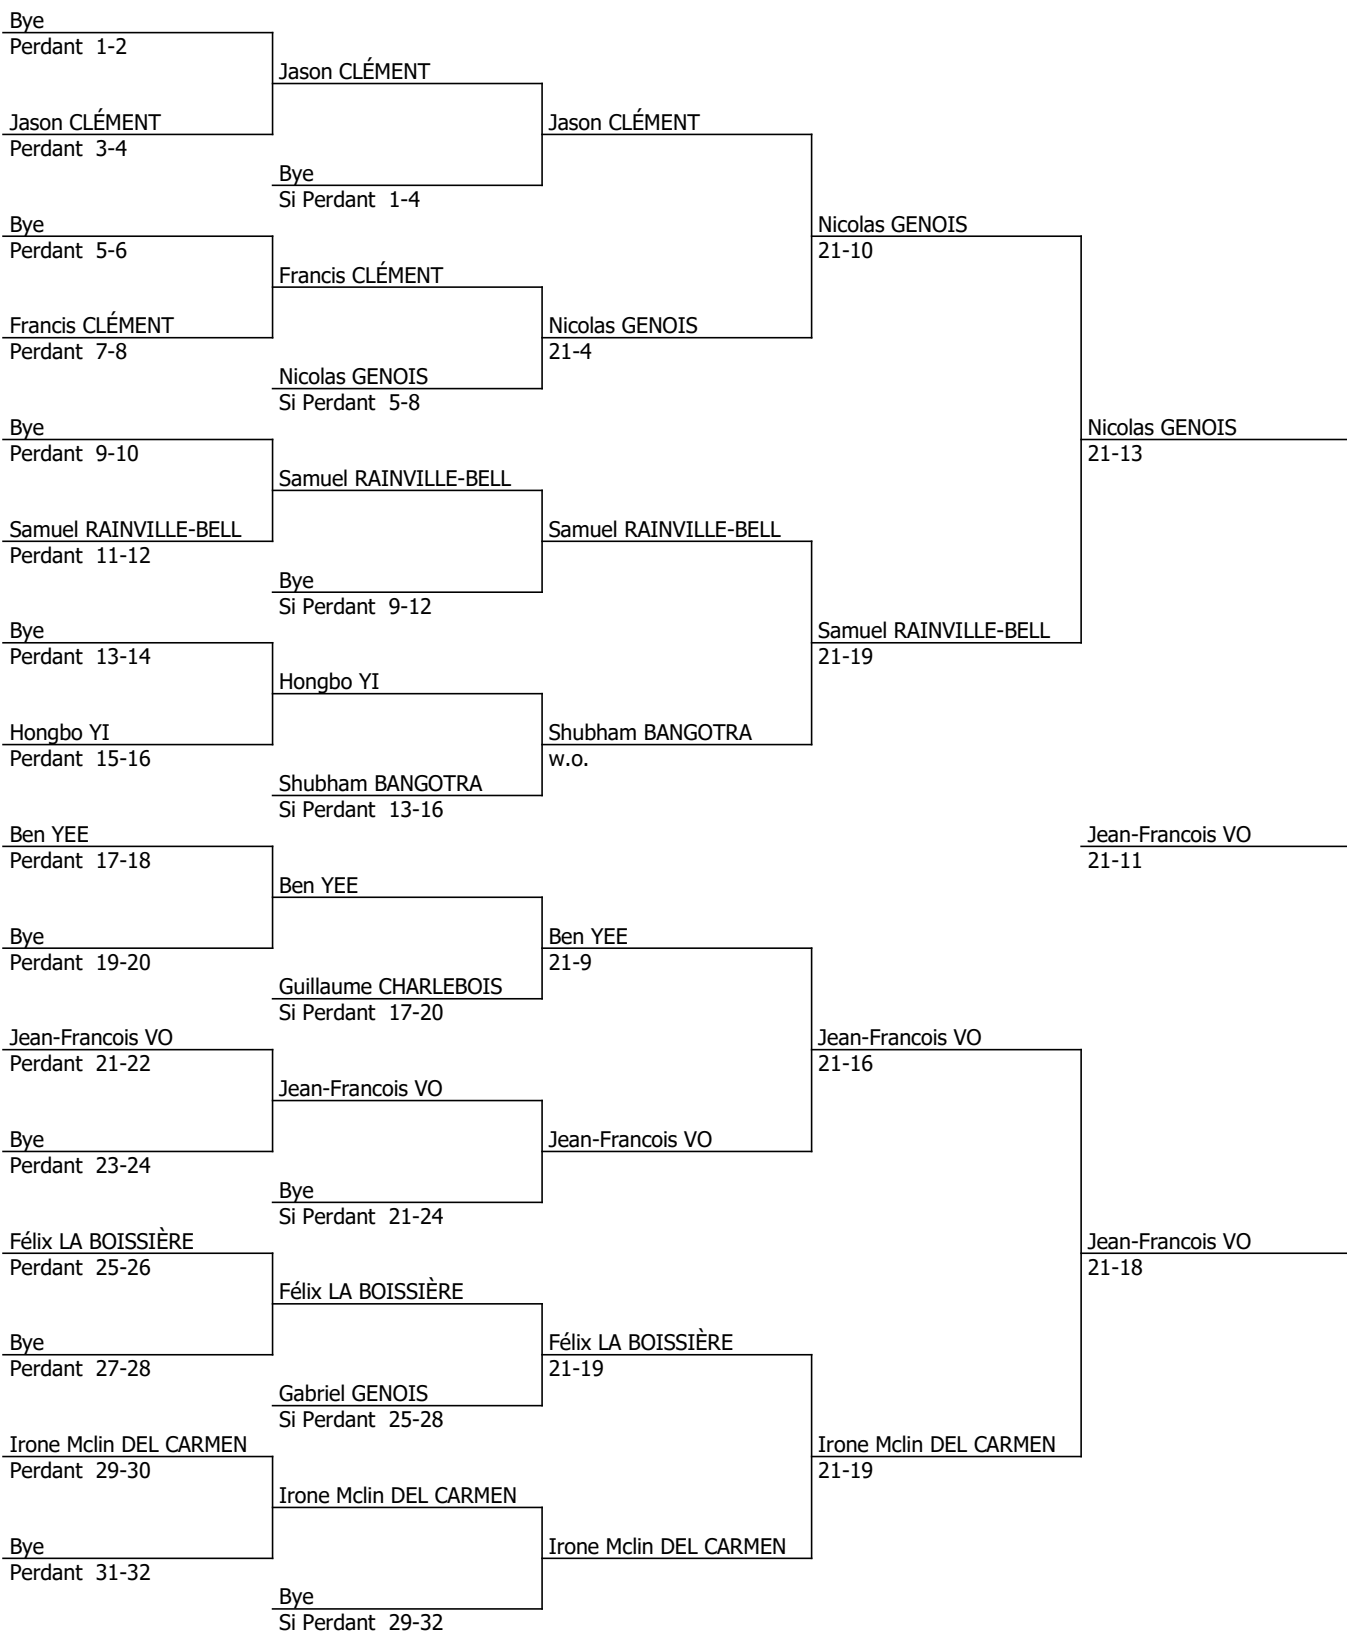 Bye
Perdant 1-2
Jason CLÉMENT
Jason CLÉMENT
Perdant 3-4
Jason CLÉMENT
Bye
Si Perdant 1-4
Bye
Perdant 5-6
Nicolas GENOIS
21-10
Francis CLÉMENT
Francis CLÉMENT
Perdant 7-8
Nicolas GENOIS
21-4
Nicolas GENOIS
Si Perdant 5-8
Bye
Perdant 9-10
Nicolas GENOIS
21-13
Samuel RAINVILLE-BELL
Samuel RAINVILLE-BELL
Perdant 11-12
Samuel RAINVILLE-BELL
Bye
Si Perdant 9-12
Bye
Perdant 13-14
Samuel RAINVILLE-BELL
21-19
Hongbo YI
Hongbo YI
Perdant 15-16
Shubham BANGOTRA
w.o.
Shubham BANGOTRA
Si Perdant 13-16
Ben YEE
Perdant 17-18
Jean-Francois VO
21-11
Ben YEE
Bye
Perdant 19-20
Ben YEE
21-9
Guillaume CHARLEBOIS
Si Perdant 17-20
Jean-Francois VO
Perdant 21-22
Jean-Francois VO
21-16
Jean-Francois VO
Bye
Perdant 23-24
Jean-Francois VO
Bye
Si Perdant 21-24
Félix LA BOISSIÈRE
Perdant 25-26
Jean-Francois VO
21-18
Félix LA BOISSIÈRE
Bye
Perdant 27-28
Félix LA BOISSIÈRE
21-19
Gabriel GENOIS
Si Perdant 25-28
Irone Mclin DEL CARMEN
Perdant 29-30
Irone Mclin DEL CARMEN
21-19
Irone Mclin DEL CARMEN
Bye
Perdant 31-32
Irone Mclin DEL CARMEN
Bye
Si Perdant 29-32